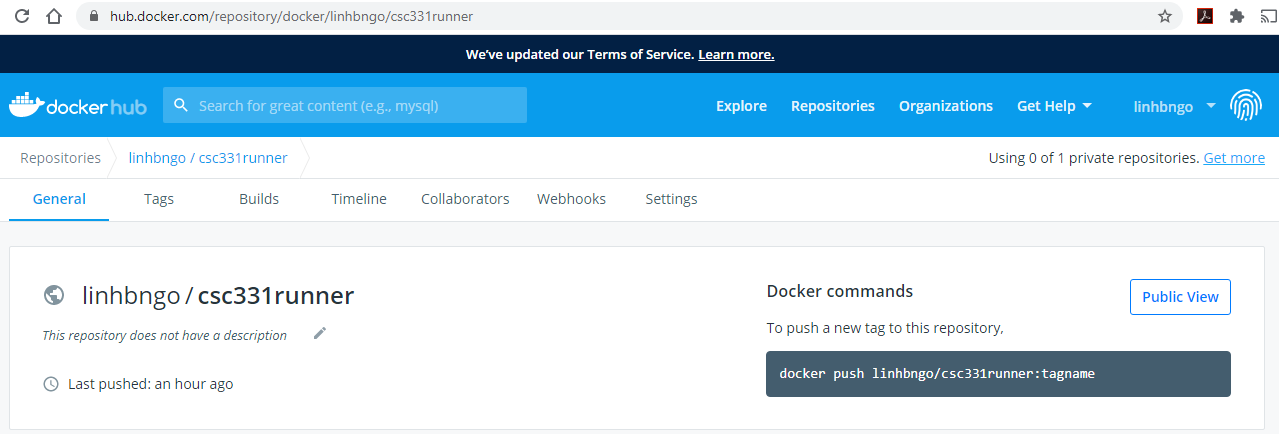 hub.docker.com/repository/docker/linhbngo/csc331runner
We've updated our Terms of Service. Learn more.
dockerhub Search for great content (e.g., mysql) Explore Repositories Organizations Get Help linhbngo
Repositories linhbngo / csc331runner Using 0 of 1 private repositories. Get more
General Tags Builds Timeline Collaborators Webhooks Settings
linhbngo / csc331runner
This repository does not have a description
Last pushed: an hour ago
Docker commands Public View
To push a new tag to this repository,
docker push linhbngo/csc331runner:tagname